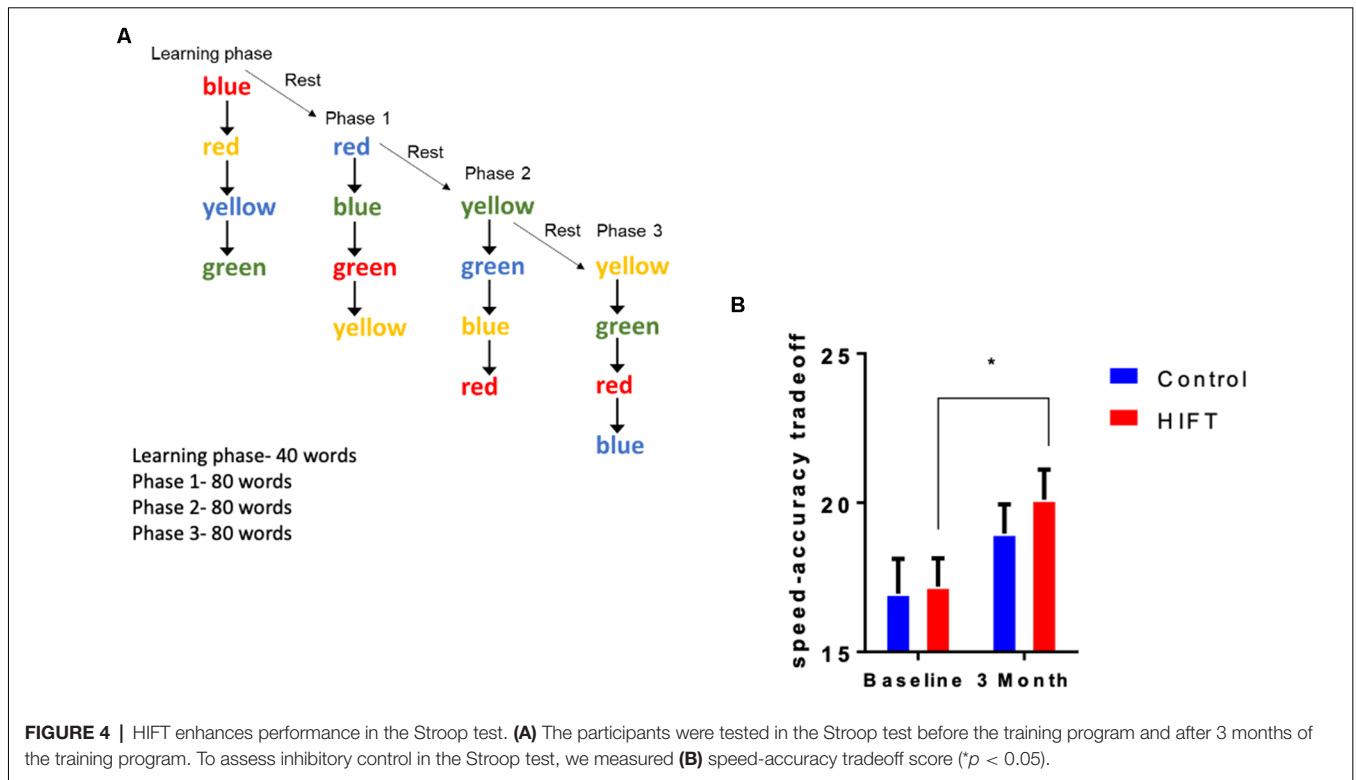 A
Learning phase
blue
red
yellow
green
Rest
Phase 1
red
blue
green
yellow
Rest
Phase 2
yellow
green
blue
red
Rest
Phase 3
yellow
green
red
blue
Learning phase- 40 words
Phase 1- 80 words
Phase 2- 80 words
Phase 3- 80 words
B
speed-accuracy tradeoff
25
20
15
*
Baseline
3 Month
Control
HIFT
FIGURE 4 | HIFT enhances performance in the Stroop test. (A) The participants were tested in the Stroop test before the training program and after 3 months of
the training program. To assess inhibitory control in the Stroop test, we measured (B) speed-accuracy tradeoff score (*p < 0.05).